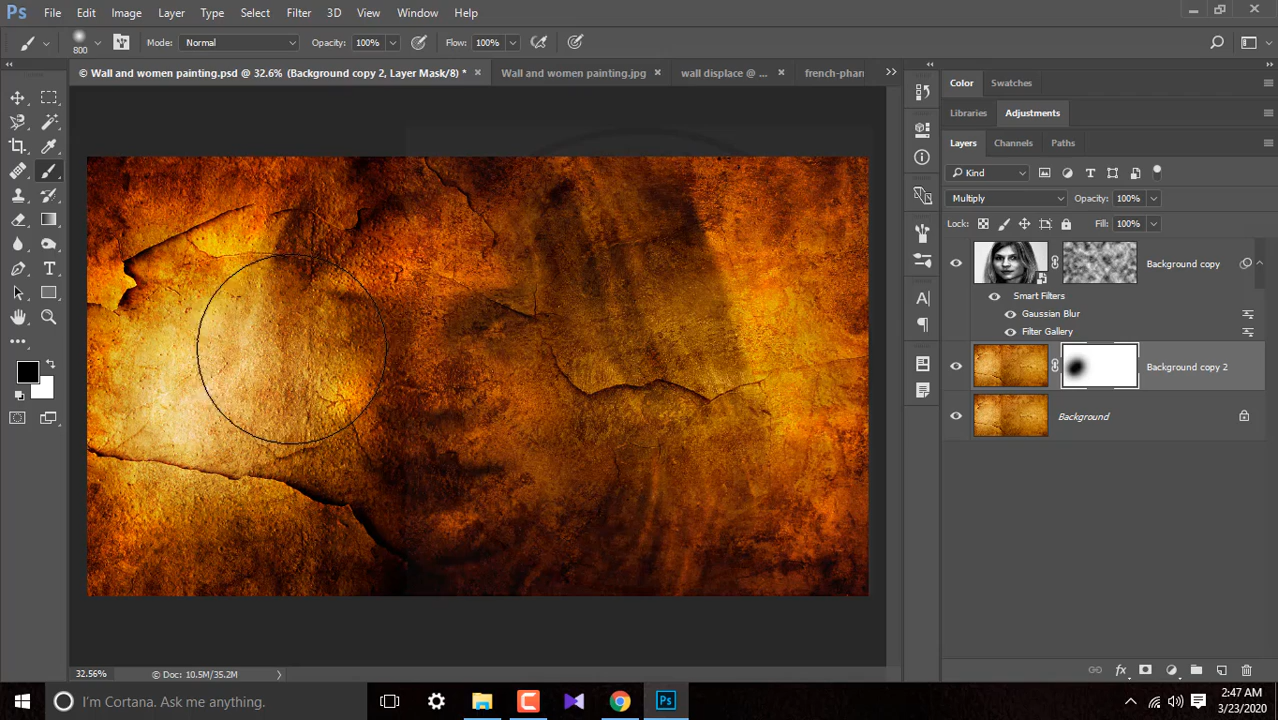 Ps File Edit Image Layer Type Select Filter 3D View Window Help
800 Mode: Normal Opacity: 100% Flow: 100%
© Wall and women painting.psd @ 32.6% (Background copy 2, Layer Mask/8) * × Wall and women painting.jpg × wall displace @ ... × french-phan
Color Swatches
Libraries Adjustments
Layers Channels Paths
Kind
Multiply Opacity: 100%
Lock: Fill: 100%
Background copy
Smart Filters
Gaussian Blur
Filter Gallery
Background copy 2
Background
32.56% © Doc: 10.5M/35.2M
I'm Cortana. Ask me anything.
Ps
2:47 AM
3/23/2020